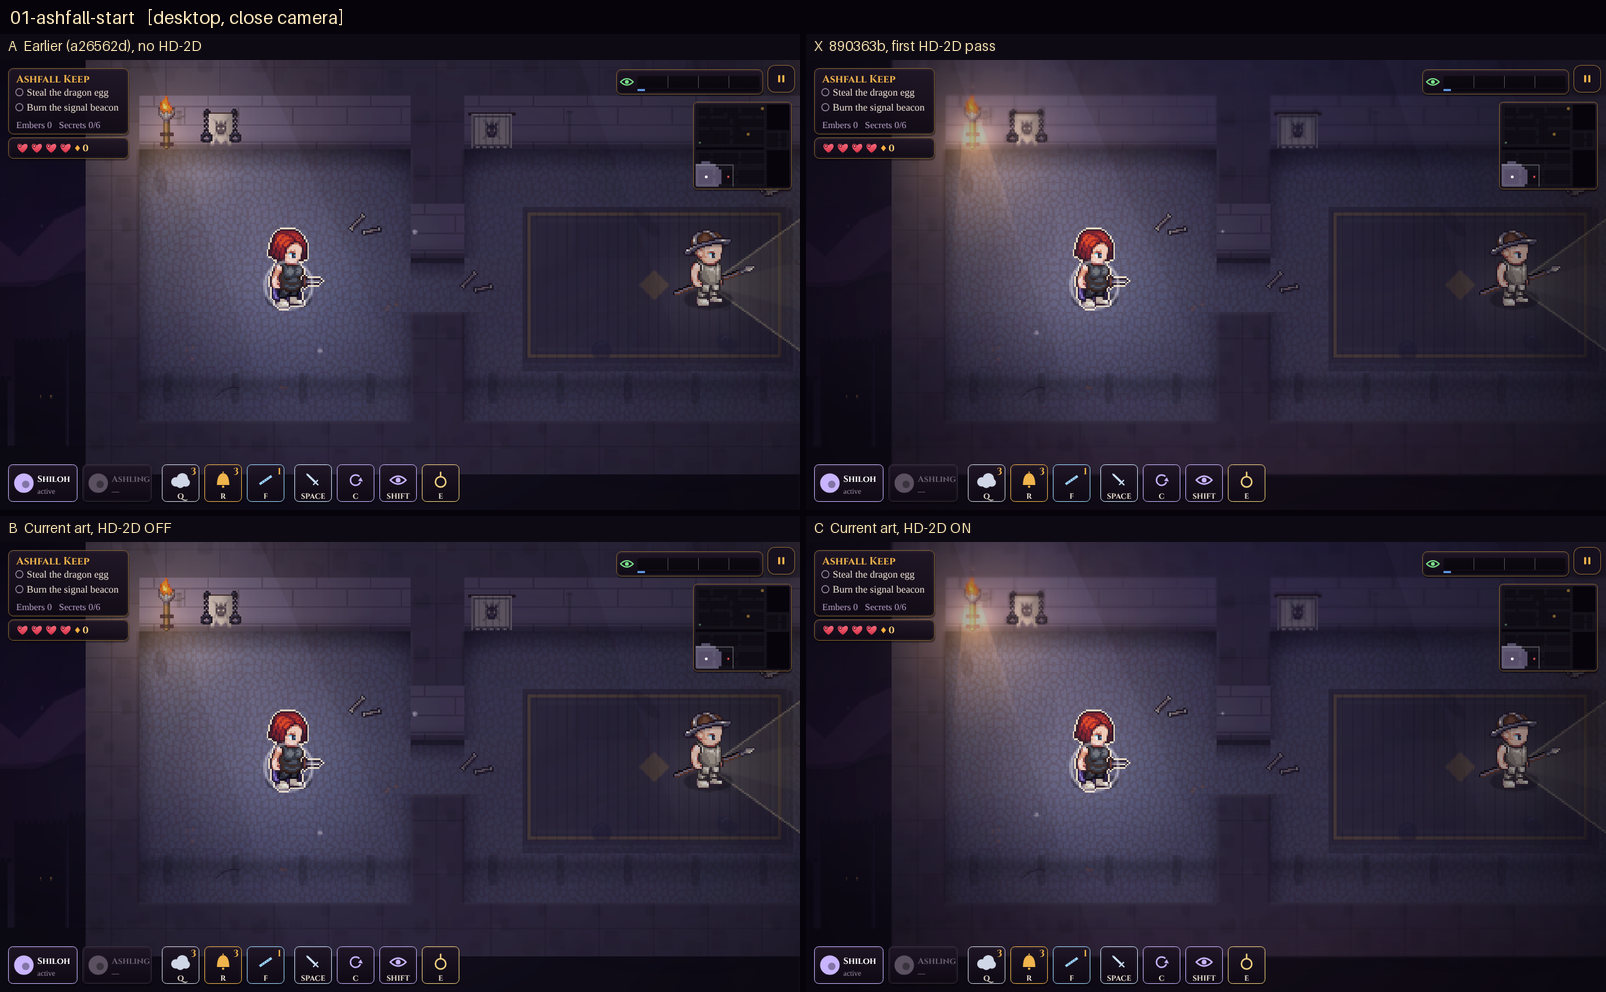 01-ashfall-start [desktop, close camera]
A Earlier (a26562d), no HD-2D
ASHFALL KEEP
Steal the dragon egg
Burn the signal beacon
Embers 0 Secrets 0/6
0
SHILOH
active
ASHLING
—
3
Q
3
R
1
F
SPACE
C
SHIFT
E
X 890363b, first HD-2D pass
ASHFALL KEEP
Steal the dragon egg
Burn the signal beacon
Embers 0 Secrets 0/6
0
SHILOH
active
ASHLING
—
3
Q
3
R
1
F
SPACE
C
SHIFT
E
B Current art, HD-2D OFF
ASHFALL KEEP
Steal the dragon egg
Burn the signal beacon
Embers 0 Secrets 0/6
0
SHILOH
active
ASHLING
—
3
Q
3
R
1
F
SPACE
C
SHIFT
E
C Current art, HD-2D ON
ASHFALL KEEP
Steal the dragon egg
Burn the signal beacon
Embers 0 Secrets 0/6
0
SHILOH
active
ASHLING
—
3
Q
3
R
1
F
SPACE
C
SHIFT
E